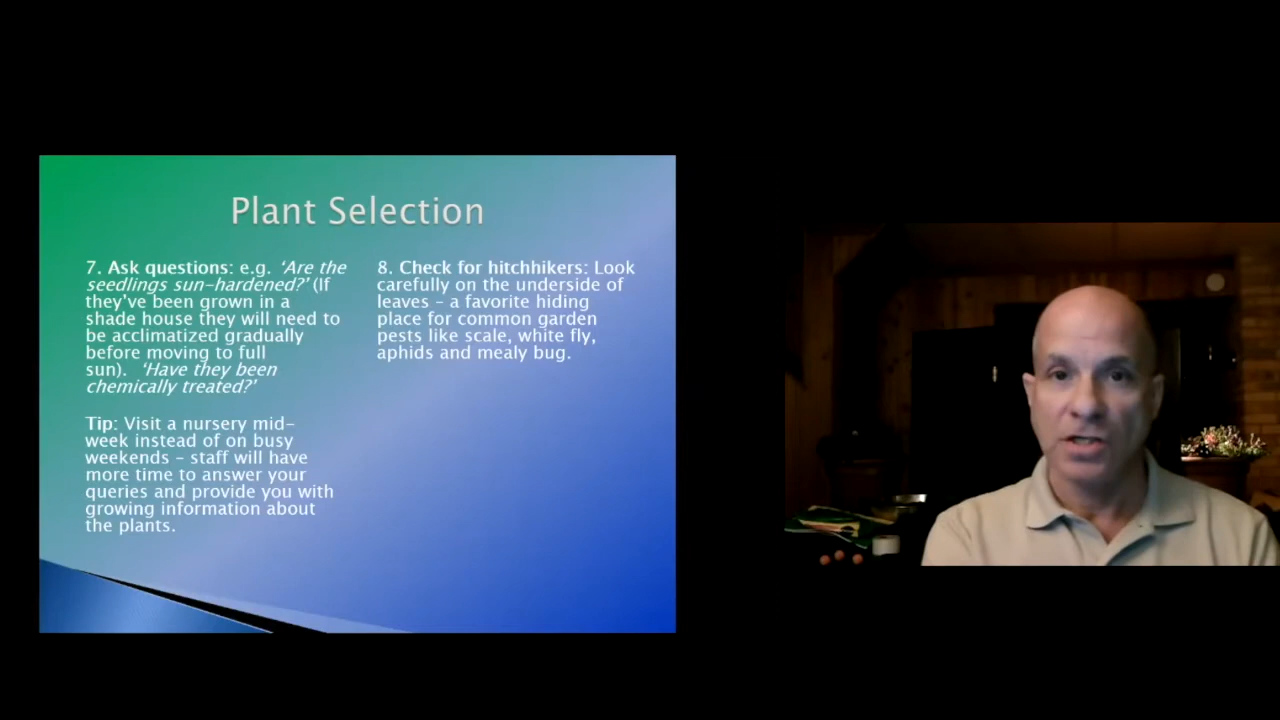 Plant Selection
7. Ask questions: e.g. ‘Are the
seedlings sun-hardened?’ (If
they’ve been grown in a
shade house they will need to
be acclimatized gradually
before moving to full
sun). ‘Have they been
chemically treated?’
Tip: Visit a nursery mid-
week instead of on busy
weekends – staff will have
more time to answer your
queries and provide you with
growing information about
the plants.
8. Check for hitchhikers: Look
carefully on the underside of
leaves – a favorite hiding
place for common garden
pests like scale, white fly,
aphids and mealy bug.